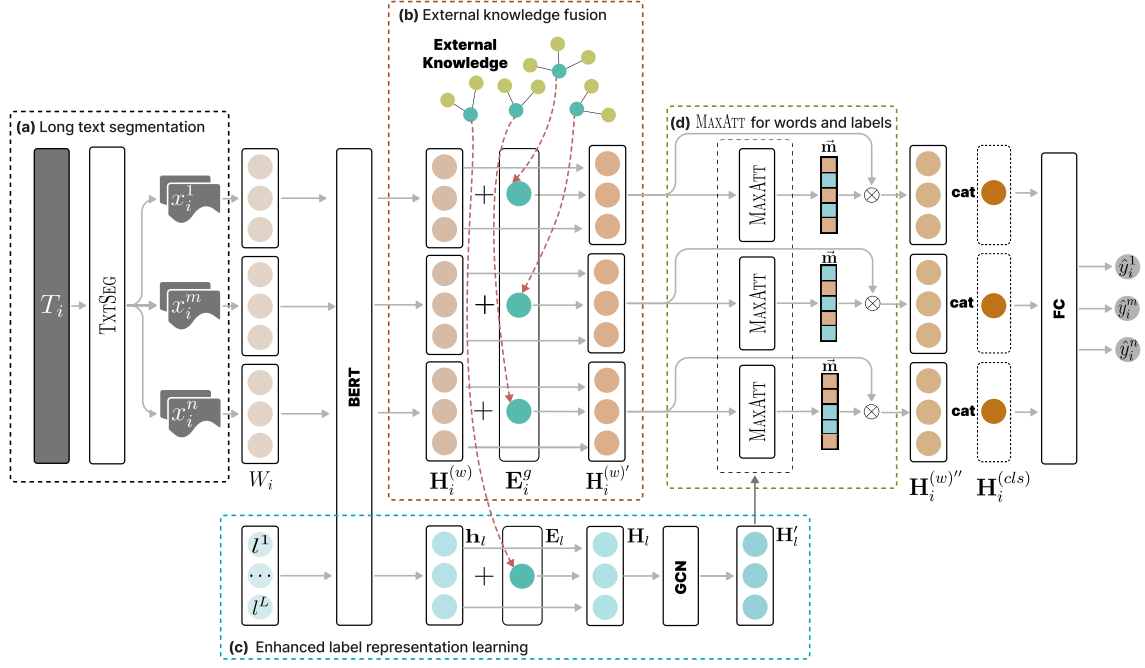 (b) External knowledge fusion
External
Knowledge
(a) Long text segmentation
(d) MAXATT for words and labels
T_i
TXTSEG
x_i^1
x_i^m
x_i^n
W_i
BERT
+
+
+
H_i^{(w)}
E_i^g
H_i^{(w)'}
MAXATT
MAXATT
MAXATT
m⃗
m⃗
m⃗
⊗
⊗
⊗
cat
cat
cat
H_i^{(w)''}
H_i^{(cls)}
FC
ŷ_i^1
ŷ_i^m
ŷ_i^n
l^1
...
l^L
h_l
+
E_l
H_l
GCN
H_l'
(c) Enhanced label representation learning